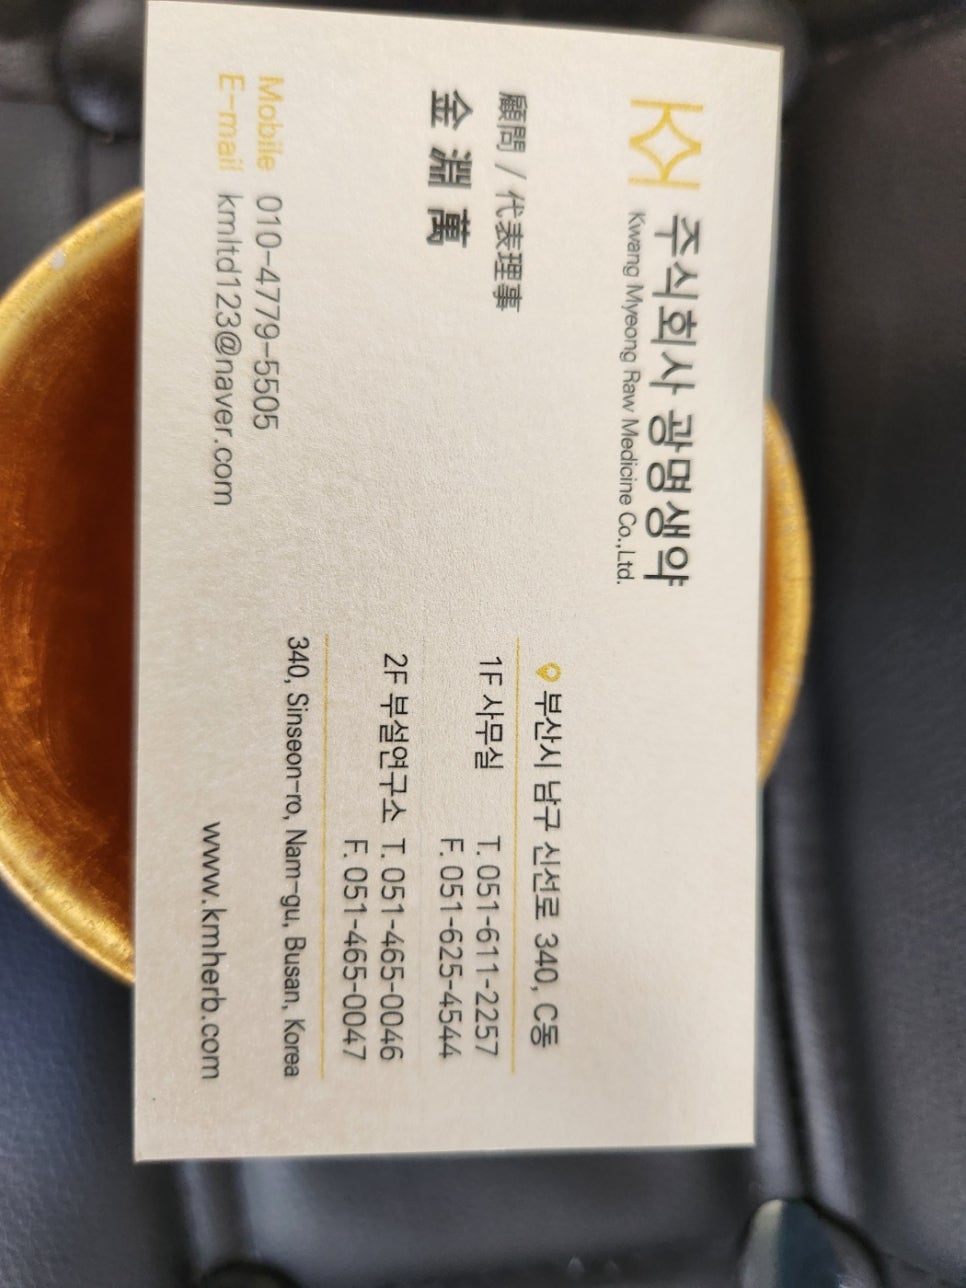 주식회사 광명생약
Kwang Myeong Raw Medicine Co.,Ltd.
顧問 / 代表理事
金淵萬
부산시 남구 신선로 340, C동
1F 사무실 T. 051-611-2257
F. 051-625-4544
2F 부설연구소 T. 051-465-0046
F. 051-465-0047
340, Sinseon-ro, Nam-gu, Busan, Korea
Mobile 010-4779-5505
E-mail kmltd123@naver.com
www.kmherb.com